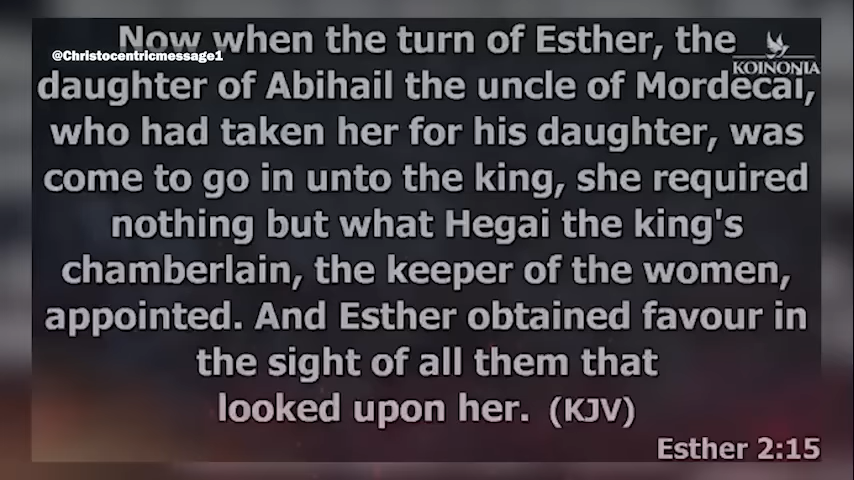 Now when the turn of Esther, the
@Christocentricmessage1
KOINONIA
daughter of Abihail the uncle of Mordecai,
who had taken her for his daughter, was
come to go in unto the king, she required
nothing but what Hegai the king's
chamberlain, the keeper of the women,
appointed. And Esther obtained favour in
the sight of all them that
looked upon her. (KJV)
Esther 2:15